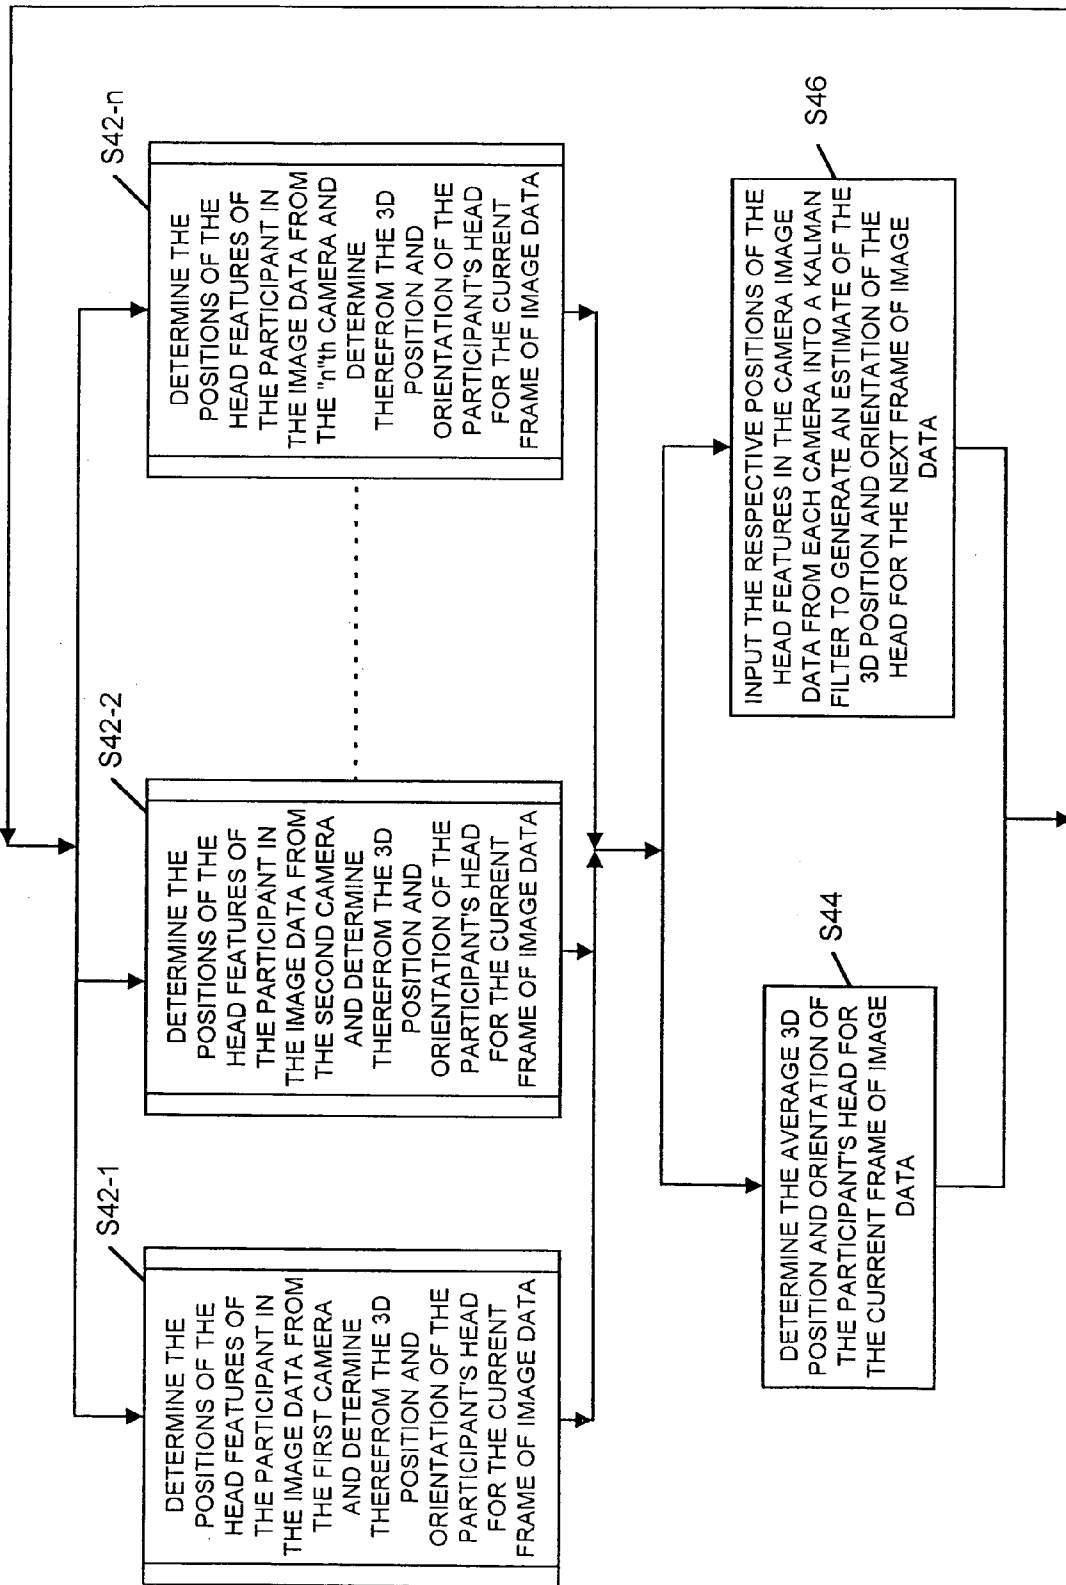 S42-1
DETERMINE THE
POSITIONS OF THE
HEAD FEATURES OF
THE PARTICIPANT IN
THE IMAGE DATA FROM
THE FIRST CAMERA
AND DETERMINE
THEREFROM THE 3D
POSITION AND
ORIENTATION OF THE
PARTICIPANT'S HEAD
FOR THE CURRENT
FRAME OF IMAGE DATA
S42-2
DETERMINE THE
POSITIONS OF THE
HEAD FEATURES OF
THE PARTICIPANT IN
THE IMAGE DATA FROM
THE SECOND CAMERA
AND DETERMINE
THEREFROM THE 3D
POSITION AND
ORIENTATION OF THE
PARTICIPANT'S HEAD
FOR THE CURRENT
FRAME OF IMAGE DATA
S42-n
DETERMINE THE
POSITIONS OF THE
HEAD FEATURES OF
THE PARTICIPANT IN
THE IMAGE DATA FROM
THE "n"th CAMERA AND
DETERMINE
THEREFROM THE 3D
POSITION AND
ORIENTATION OF THE
PARTICIPANT'S HEAD
FOR THE CURRENT
FRAME OF IMAGE DATA
S44
DETERMINE THE AVERAGE 3D
POSITION AND ORIENTATION OF
THE PARTICIPANT'S HEAD FOR
THE CURRENT FRAME OF IMAGE
DATA
S46
INPUT THE RESPECTIVE POSITIONS OF THE
HEAD FEATURES IN THE CAMERA IMAGE
DATA FROM EACH CAMERA INTO A KALMAN
FILTER TO GENERATE AN ESTIMATE OF THE
3D POSITION AND ORIENTATION OF THE
HEAD FOR THE NEXT FRAME OF IMAGE
DATA